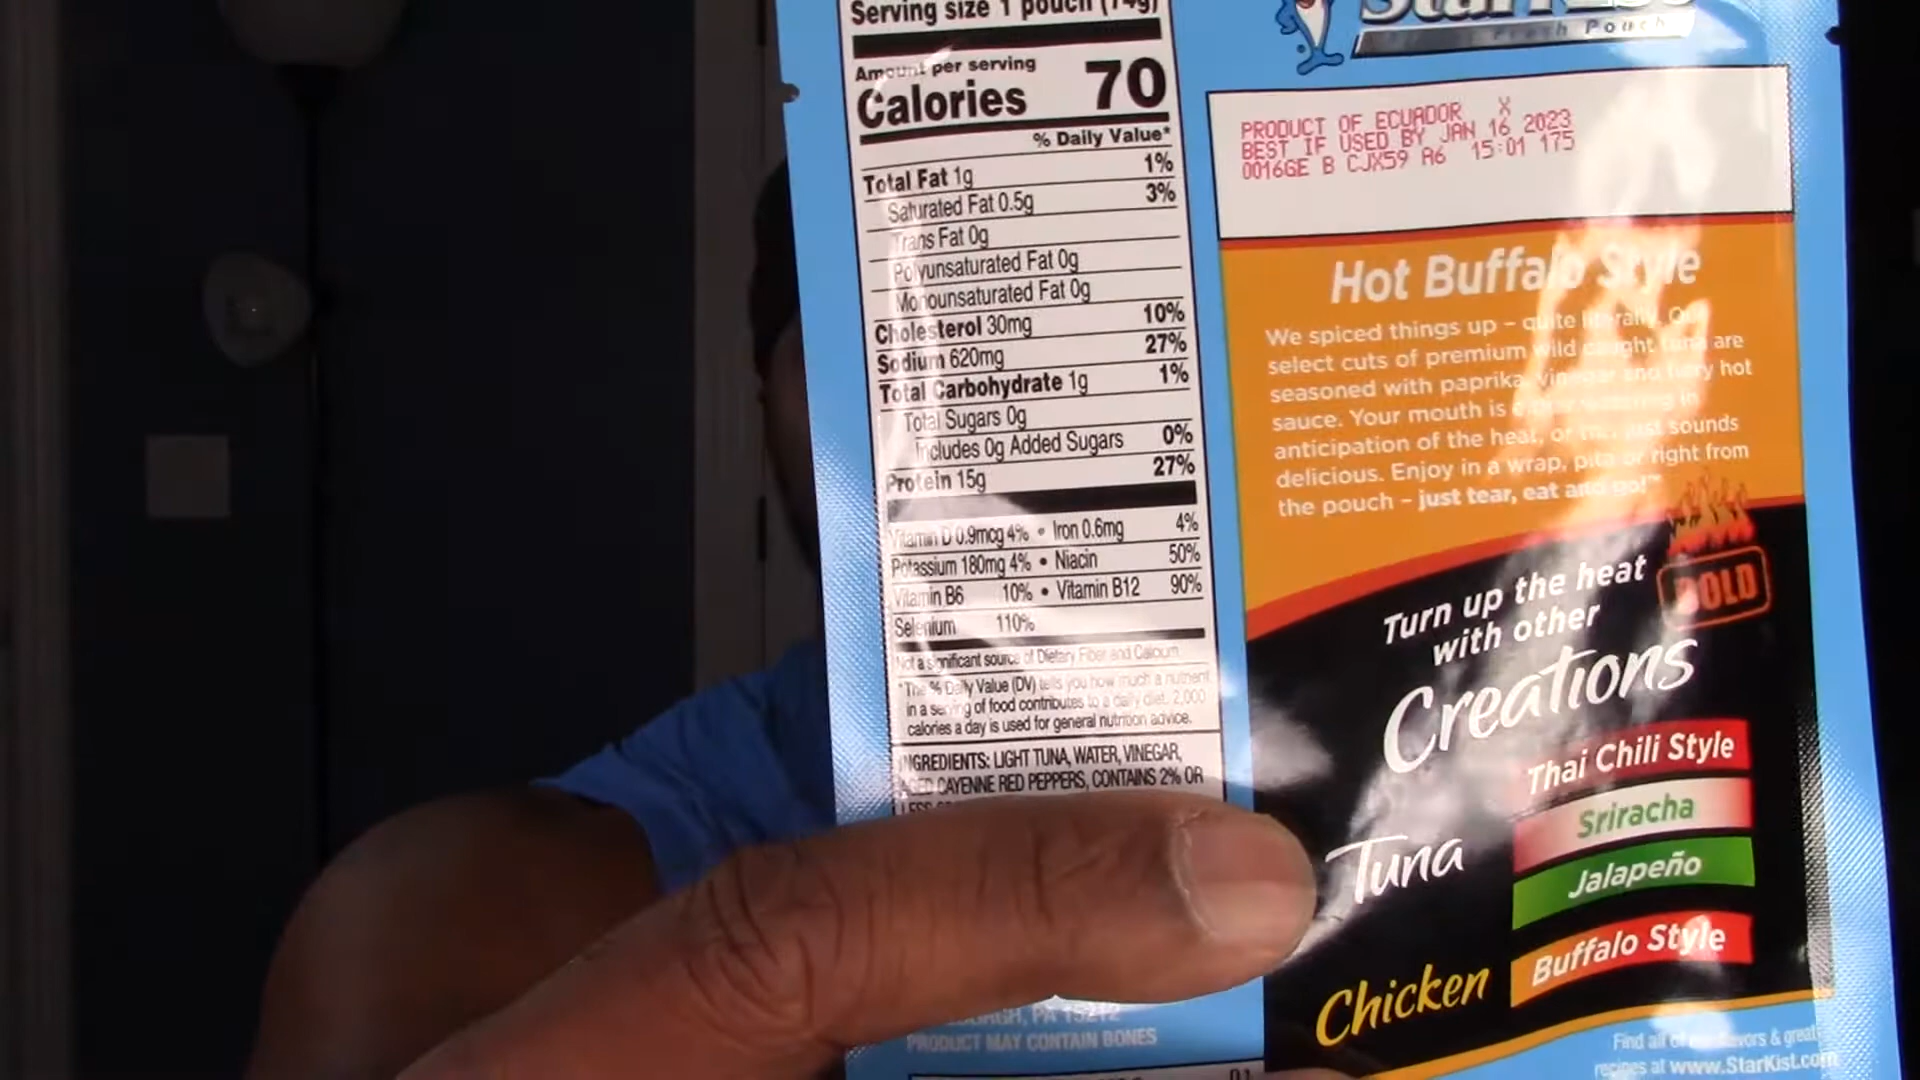 Serving size 1 pouch (74g)
Amount per serving
Calories 70
% Daily Value*
Total Fat 1g 1%
Saturated Fat 0.5g 3%
Trans Fat 0g
Polyunsaturated Fat 0g
Monounsaturated Fat 0g
Cholesterol 30mg 10%
Sodium 620mg 27%
Total Carbohydrate 1g 1%
Total Sugars 0g
Includes 0g Added Sugars 0%
Protein 15g 27%
Vitamin D 0.9mcg 4% • Iron 0.6mg 4%
Potassium 180mg 4% • Niacin 50%
Vitamin B6 10% • Vitamin B12 90%
Selenium 110%
Not a significant source of Dietary Fiber and Calcium
*The % Daily Value (DV) tells you how much a nutrient
in a serving of food contributes to a daily diet. 2,000
calories a day is used for general nutrition advice.
INGREDIENTS: LIGHT TUNA, WATER, VINEGAR,
AGED CAYENNE RED PEPPERS, CONTAINS 2% OR
LESS
PA 15212
PRODUCT MAY CONTAIN BONES
StarKist
Fresh Pouch
PRODUCT OF ECUADOR X
BEST IF USED BY JAN 16 2023
0016GE B CJX59 A6 15:01 175
Hot Buffalo Style
We spiced things up – quite literally. Our
select cuts of premium wild caught tuna are
seasoned with paprika, vinegar and fiery hot
sauce. Your mouth is in
anticipation of the heat, or sounds
delicious. Enjoy in a wrap, pita or right from
the pouch – just tear, eat and go!™
BOLD
Turn up the heat
with other
Creations
Thai Chili Style
Sriracha
Tuna
Jalapeño
Chicken
Buffalo Style
Find all of flavors & great
recipes at www.StarKist.com